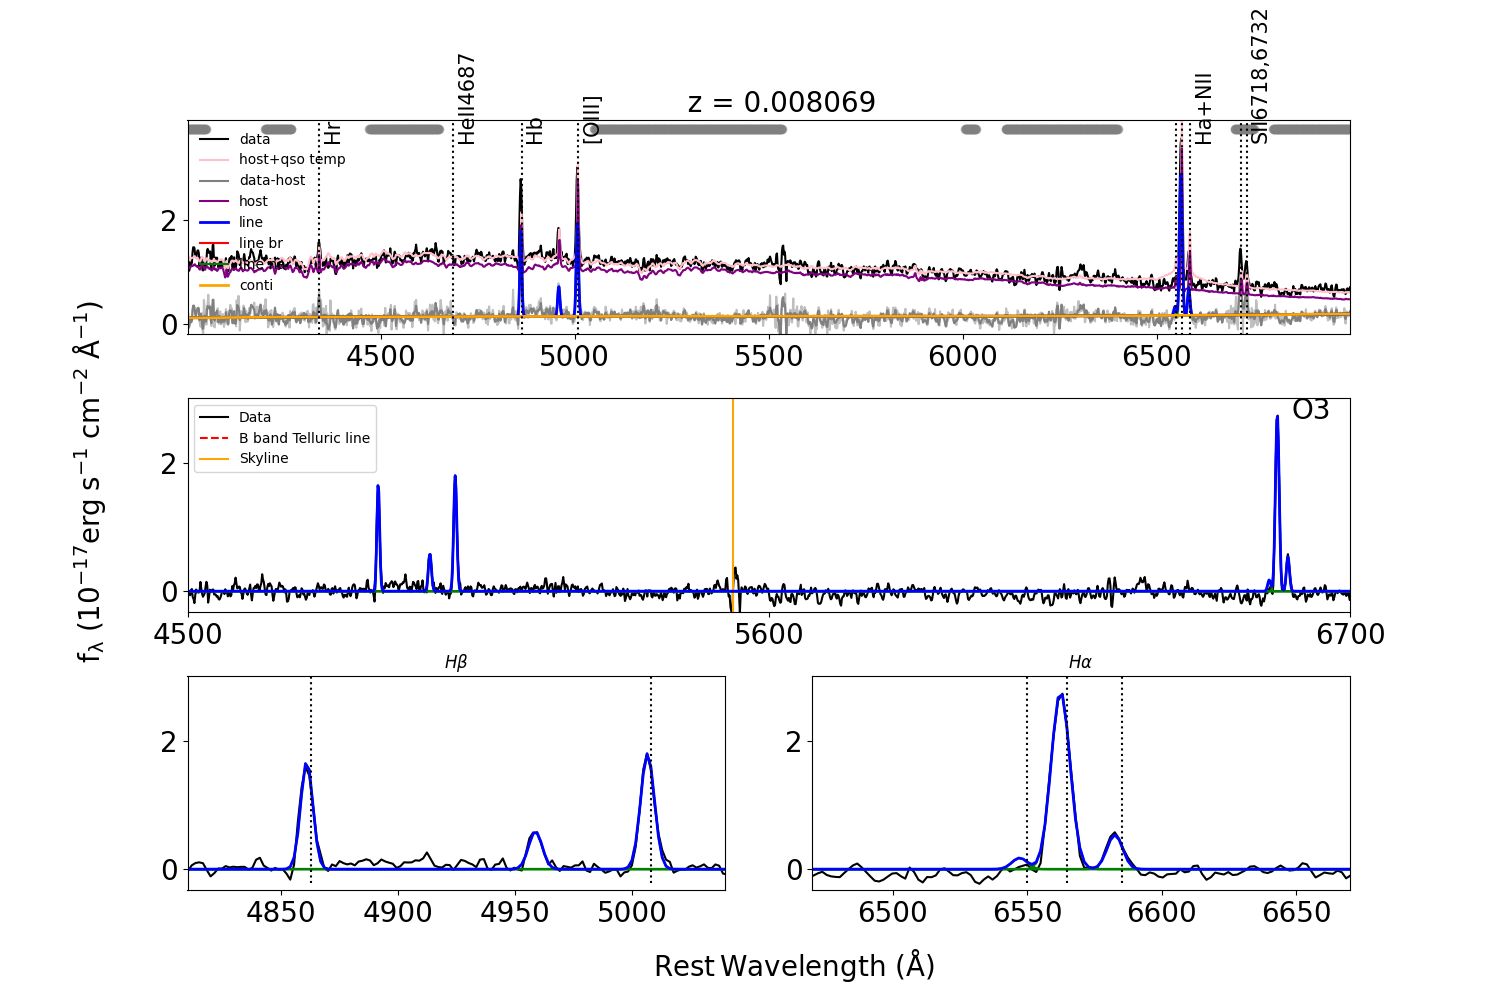 z = 0.008069
Hr
HeII4687
Hb
[OIII]
Ha+NII
SII6718,6732
data
host+qso temp
data-host
host
line
line br
conti
2
0
4500
5000
5500
6000
6500
fλ (10⁻¹⁷erg s⁻¹ cm⁻² Å⁻¹)
Data
B band Telluric line
Skyline
O3
2
0
4500
5600
6700
Hβ
2
0
4850
4900
4950
5000
Hα
2
0
6500
6550
6600
6650
Rest Wavelength (Å)